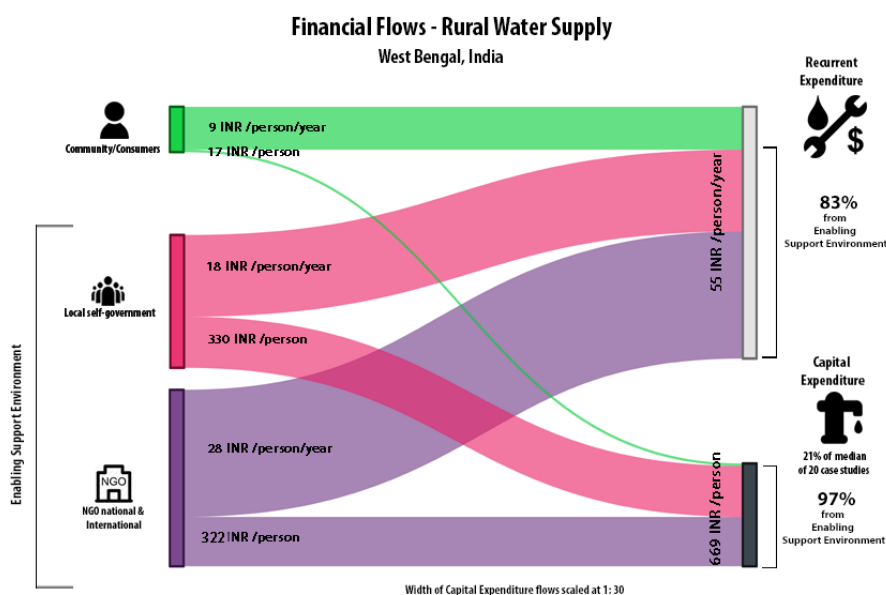 Financial Flows - Rural Water Supply
West Bengal, India
Recurrent
Expenditure
$
Community/Consumers
9 INR /person/year
17 INR /person
55 INR /person/year
83%
from
Enabling
Support Environment
Enabling Support Environment
Local self-government
18 INR /person/year
330 INR /person
Capital
Expenditure
21% of median
of 20 case studies
NGO
NGO national &
International
28 INR /person/year
322 INR /person
669 INR /person
97%
from
Enabling
Support Environment
Width of Capital Expenditure flows scaled at 1: 30